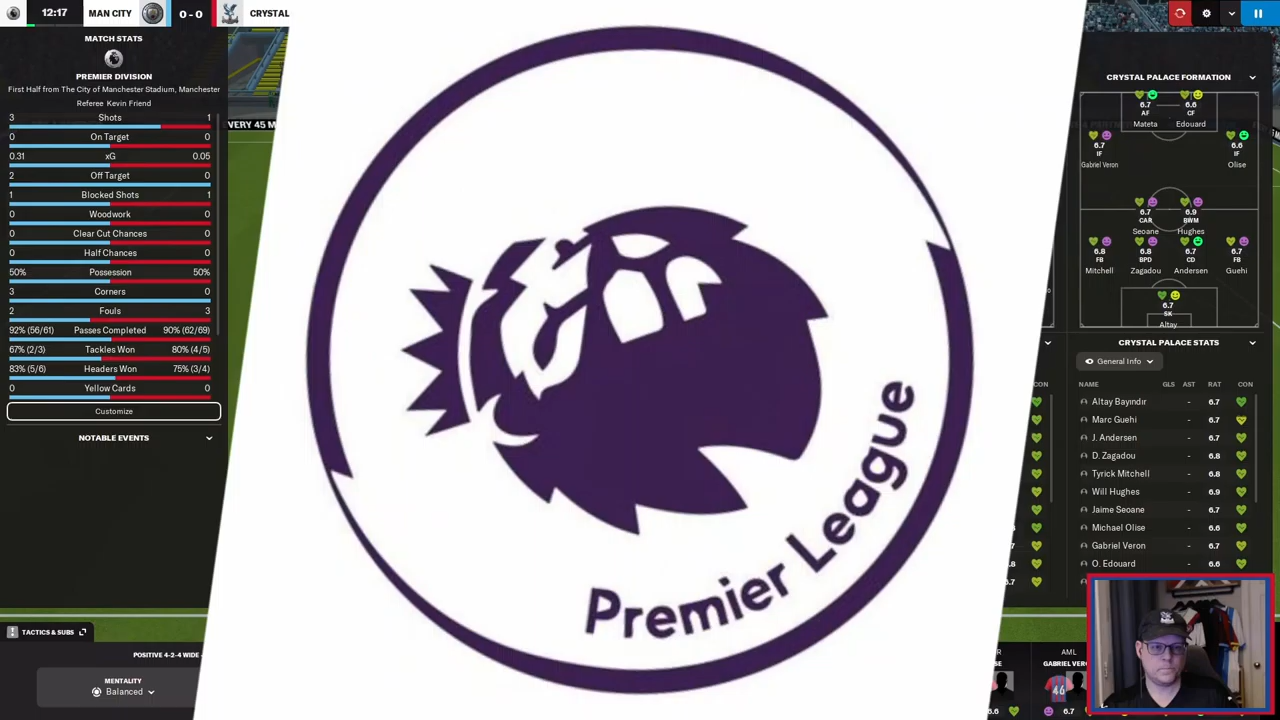 12:17 MAN CITY 0 - 0 CRYSTAL
MATCH STATS
PREMIER DIVISION
First Half from The City of Manchester Stadium, Manchester
Referee Kevin Friend
3 Shots 1
0 On Target 0
0.31 xG 0.05
2 Off Target 0
1 Blocked Shots 1
0 Woodwork 0
0 Clear Cut Chances 0
0 Half Chances 0
50% Possession 50%
3 Corners 0
2 Fouls 3
92% (56/61) Passes Completed 90% (62/69)
67% (2/3) Tackles Won 80% (4/5)
83% (5/6) Headers Won 75% (3/4)
0 Yellow Cards 0
Customize
NOTABLE EVENTS
TACTICS & SUBS
POSITIVE 4-2-4 WIDE
MENTALITY
Balanced
VERY 45 M
Premier League
CRYSTAL PALACE FORMATION
6.7 6.6
AF CF
Mateta Edouard
6.7 6.6
IF IF
Gabriel Veron Olise
6.7 6.9
CAR BWM
Seoane Hughes
6.8 6.8 6.7 6.7
FB BPD CD FB
Mitchell Zagadou Andersen Guehi
6.7
SK
Altay
CRYSTAL PALACE STATS
General Info
CON NAME GLS AST RAT CON
Altay Bayındır - 6.7
Marc Guehi - 6.7
J. Andersen - 6.7
D. Zagadou - 6.8
Tyrick Mitchell - 6.8
Will Hughes - 6.9
Jaime Seoane - 6.7
Michael Olise - 6.6
Gabriel Veron - 6.7
O. Edouard - 6.6
AML
GABRIEL VERO
46
6.6 6.7